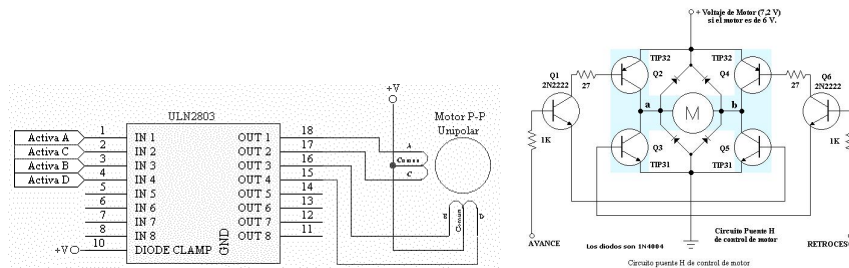 ULN2803
Activa A
Activa C
Activa B
Activa D
+V
1
2
3
4
5
6
7
8
10
IN 1
IN 2
IN 3
IN 4
IN 5
IN 6
IN 7
IN 8
DIODE CLAMP
GND
OUT 1
OUT 2
OUT 3
OUT 4
OUT 5
OUT 6
OUT 7
OUT 8
18
17
16
15
14
13
12
11
+V
Motor P-P
Unipolar
A
Comun
C
B
Comun
D
+ Voltaje de Motor (7,2 V)
si el motor es de 6 V.
Q1
2N2222
27
TIP32
Q2
TIP32
Q4
27
Q6
2N2222
1K
a
M
b
1K
Q3
TIP31
Q5
TIP31
AVANCE
Los diodos son 1N4004
Circuito Puente H
de control de motor
RETROCESO
Circuito puente H de control de motor